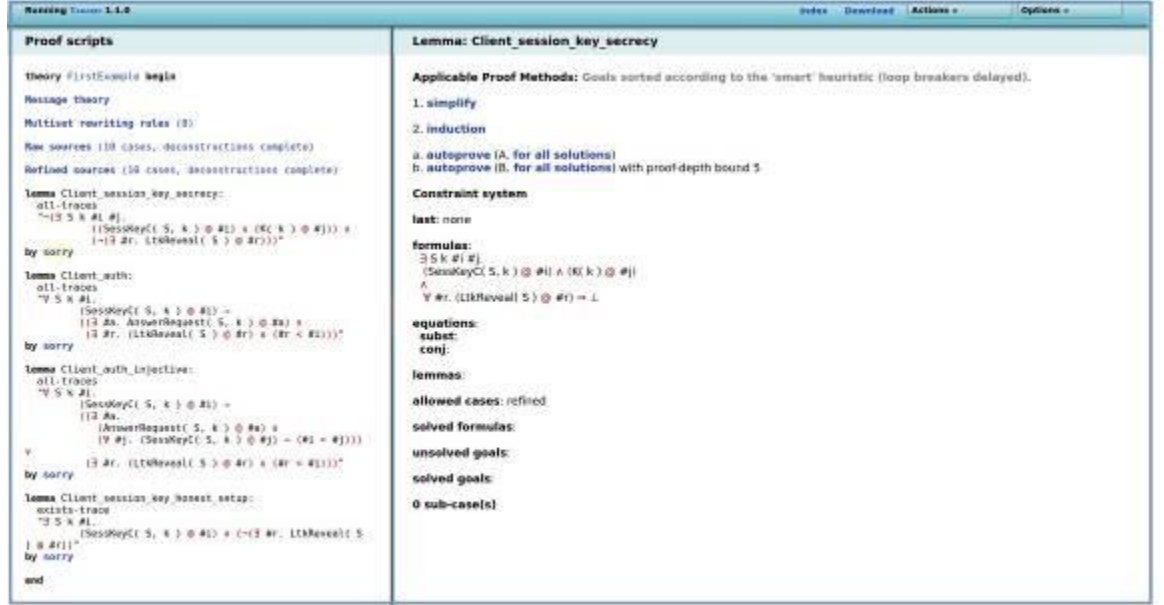 Running Tamarin 1.1.0
Index Download Actions » Options »
Proof scripts
theory FirstExample begin
Message theory
Multiset rewriting rules (8)
Raw sources (10 cases, deconstructions complete)
Refined sources (10 cases, deconstructions complete)
lemma Client_session_key_secrecy:
all-traces
"¬(∃ S k #i #j.
((SessKeyC( S, k ) @ #i) ∧ (K( k ) @ #j)) ∧
(¬(∃ #r. LtkReveal( S ) @ #r)))"
by sorry
lemma Client_auth:
all-traces
"∀ S k #i.
(SessKeyC( S, k ) @ #i) ⇒
((∃ #a. AnswerRequest( S, k ) @ #a) ∨
(∃ #r. (LtkReveal( S ) @ #r) ∧ (#r < #i)))"
by sorry
lemma Client_auth_injective:
all-traces
"∀ S k #i.
(SessKeyC( S, k ) @ #i) ⇒
((∃ #a.
(AnswerRequest( S, k ) @ #a) ∧
(∀ #j. (SessKeyC( S, k ) @ #j) ⇒ (#i = #j)))
∨
(∃ #r. (LtkReveal( S ) @ #r) ∧ (#r < #i)))"
by sorry
lemma Client_session_key_honest_setup:
exists-trace
"∃ S k #i.
(SessKeyC( S, k ) @ #i) ∧ (¬(∃ #r. LtkReveal( S
) @ #r))"
by sorry
end
Lemma: Client_session_key_secrecy
Applicable Proof Methods: Goals sorted according to the 'smart' heuristic (loop breakers delayed).
1. simplify
2. induction
a. autoprove (A. for all solutions)
b. autoprove (B. for all solutions) with proof-depth bound 5
Constraint system
last: none
formulas:
∃ S k #i #j.
(SessKeyC( S, k ) @ #i) ∧ (K( k ) @ #j)
∧
∀ #r. (LtkReveal( S ) @ #r) ⇒ ⊥
equations:
subst:
conj:
lemmas:
allowed cases: refined
solved formulas:
unsolved goals:
solved goals:
0 sub-case(s)